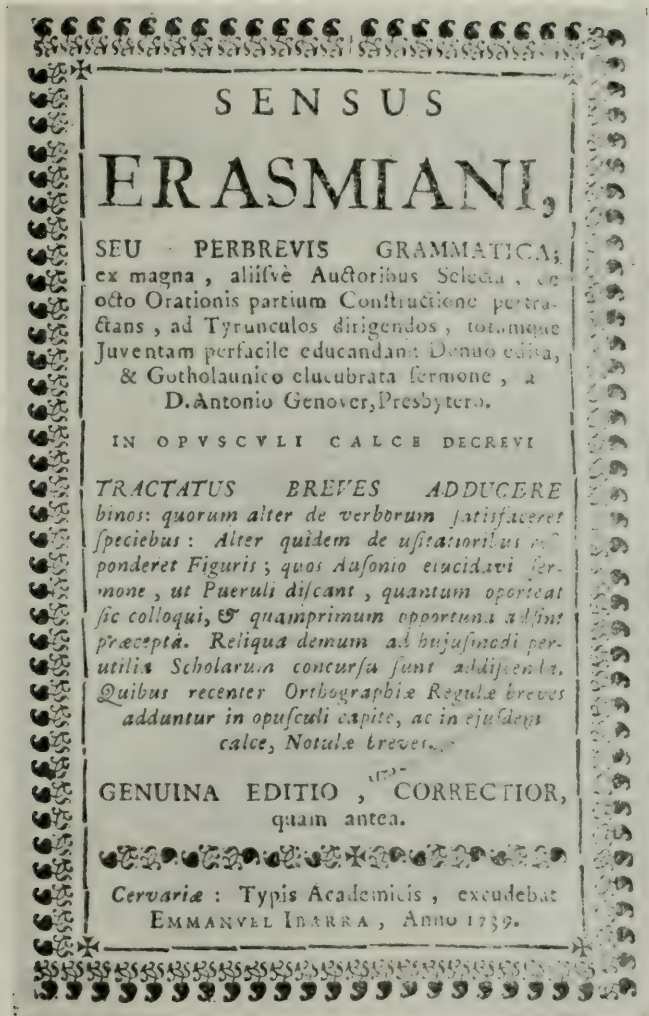 SENSUS
ERASMIANI,
SEU PERBREVIS GRAMMATICA;
ex magna , aliiſvè Auctoribus Selecta , de
octo Orationis partium Conſtructione pertra-
ctans , ad Tyrunculos dirigendos , totamque
Juventam perfacile educandam: Denuo edita,
& Gotholaunico elucubrata ſermone , a
D.Antonio Genover,Presbytero.
IN OPVSCVLI CALCE DECREVI
TRACTATUS BREVES ADDUCERE
binos: quorum alter de verborum ſatisfaceret
ſpeciebus : Alter quidem de uſitatioribus reſ-
ponderet Figuris ; quos Auſonio elucidavi ſer-
mone , ut Pueruli diſcant , quantum oporteat
ſic colloqui, & quamprimum opportuna adſint
præcepta. Reliqua demum ad hujuſmodi per-
utilia Scholarum concurſu ſunt addiſcenda.
Quibus recenter Orthographiæ Regulæ breves
adduntur in opuſculi capite, ac in ejuſdem
calce, Notulæ breves.
GENUINA EDITIO , CORRECTIOR,
quam antea.
Cervariæ : Typis Academicis , excudebat
EMMANVEL IBARRA , Anno 1739.